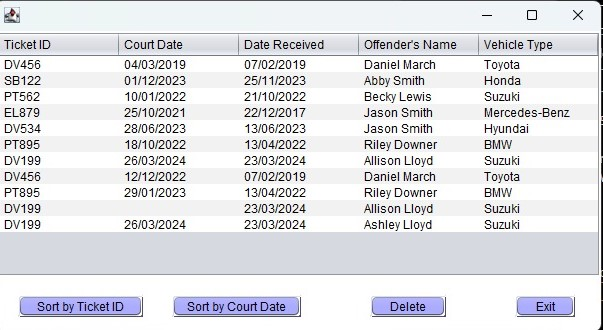 Ticket ID Court Date Date Received Offender's Name Vehicle Type
DV456 04/03/2019 07/02/2019 Daniel March Toyota
SB122 01/12/2023 25/11/2023 Abby Smith Honda
PT562 10/01/2022 21/10/2022 Becky Lewis Suzuki
EL879 25/10/2021 22/12/2017 Jason Smith Mercedes-Benz
DV534 28/06/2023 13/06/2023 Jason Smith Hyundai
PT895 18/10/2022 13/04/2022 Riley Downer BMW
DV199 26/03/2024 23/03/2024 Allison Lloyd Suzuki
DV456 12/12/2022 07/02/2019 Daniel March Toyota
PT895 29/01/2023 13/04/2022 Riley Downer BMW
DV199 23/03/2024 Allison Lloyd Suzuki
DV199 26/03/2024 23/03/2024 Ashley Lloyd Suzuki
Sort by Ticket ID Sort by Court Date Delete Exit